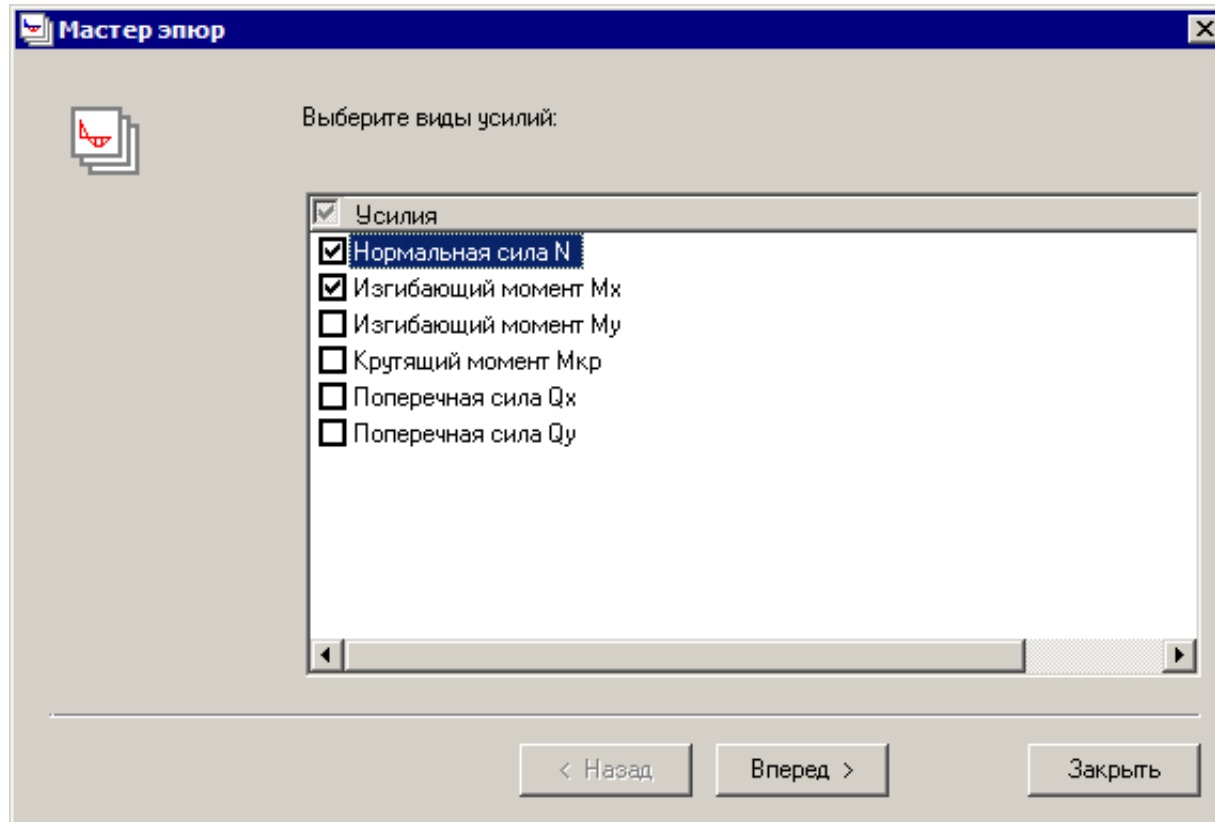 Мастер эпюр
Выберите виды усилий:
Усилия
Нормальная сила N
Изгибающий момент Mx
Изгибающий момент My
Крутящий момент Мкр
Поперечная сила Qx
Поперечная сила Qy
< Назад
Вперед >
Закрыть